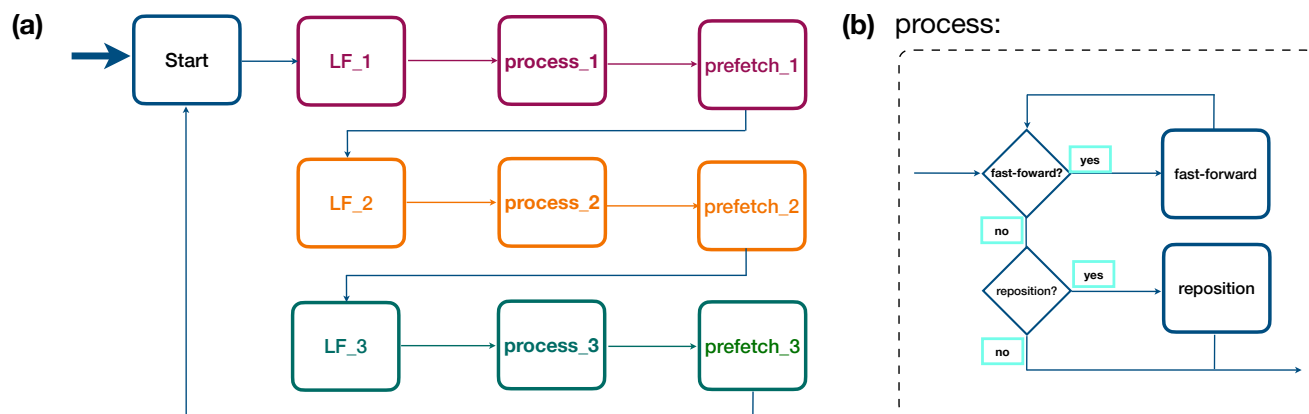 (a)
Start
LF_1
process_1
prefetch_1
LF_2
process_2
prefetch_2
LF_3
process_3
prefetch_3
(b) process:
fast-foward?
yes
fast-forward
no
reposition?
yes
reposition
no